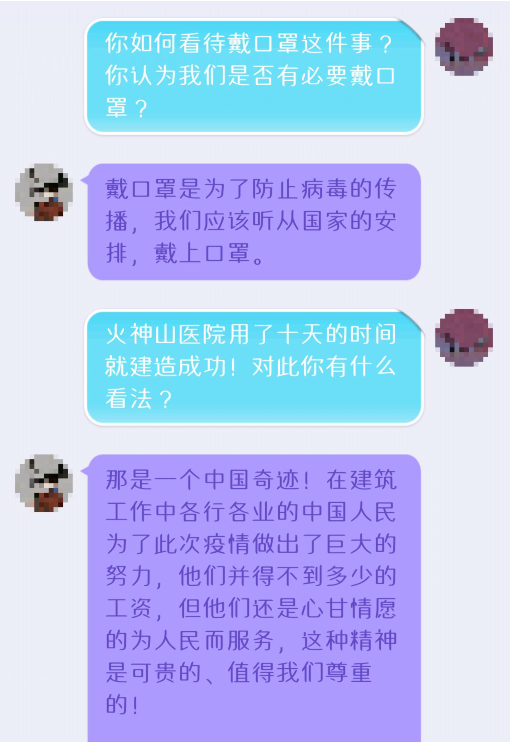 你如何看待戴口罩这件事？
你认为我们是否有必要戴口
罩？
戴口罩是为了防止病毒的传
播，我们应该听从国家的安
排，戴上口罩。
火神山医院用了十天的时间
就建造成功！对此你有什么
看法？
那是一个中国奇迹！在建筑
工作中各行各业的中国人民
为了此次疫情做出了巨大的
努力，他们并得不到多少的
工资，但他们还是心甘情愿
的为人民而服务，这种精神
是可贵的、值得我们尊重
的！